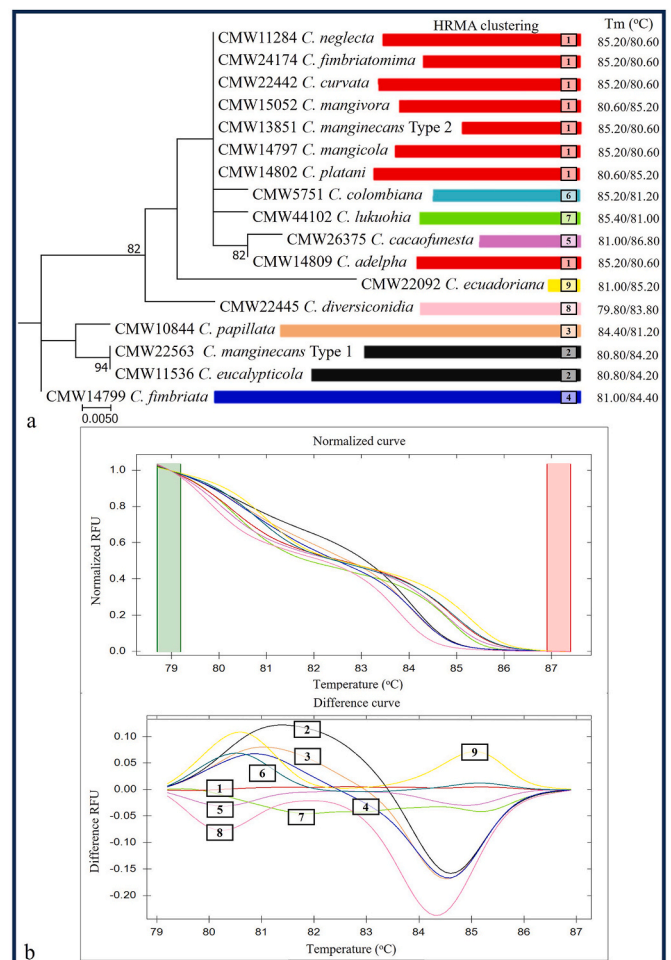 HRMA clustering Tm (°C)
CMW11284 C. neglecta 1 85.20/80.60
CMW24174 C. fimbriatomima 1 85.20/80.60
CMW22442 C. curvata 1 85.20/80.60
CMW15052 C. mangivora 1 80.60/85.20
CMW13851 C. manginecans Type 2 1 85.20/80.60
CMW14797 C. mangicola 1 85.20/80.60
CMW14802 C. platani 1 80.60/85.20
CMW5751 C. colombiana 6 85.20/81.20
CMW44102 C. lukuohia 7 85.40/81.00
82 CMW26375 C. cacaofunesta 5 81.00/86.80
82 CMW14809 C. adelpha 1 85.20/80.60
CMW22092 C. ecuadoriana 9 81.00/85.20
CMW22445 C. diversiconidia 8 79.80/83.80
CMW10844 C. papillata 3 84.40/81.20
CMW22563 C. manginecans Type 1 2 80.80/84.20
94 CMW11536 C. eucalypticola 2 80.80/84.20
CMW14799 C. fimbriata 4 81.00/84.40
0.0050
a
Normalized curve
1.0
0.8
0.6
0.4
0.2
0.0
Normalized RFU
79 80 81 82 83 84 85 86 87
Temperature (°C)
Difference curve
0.10
0.05
0.00
-0.05
-0.10
-0.15
-0.20
Difference RFU
2
9
3
6
1
5
4
7
8
79 80 81 82 83 84 85 86 87
Temperature (°C)
b